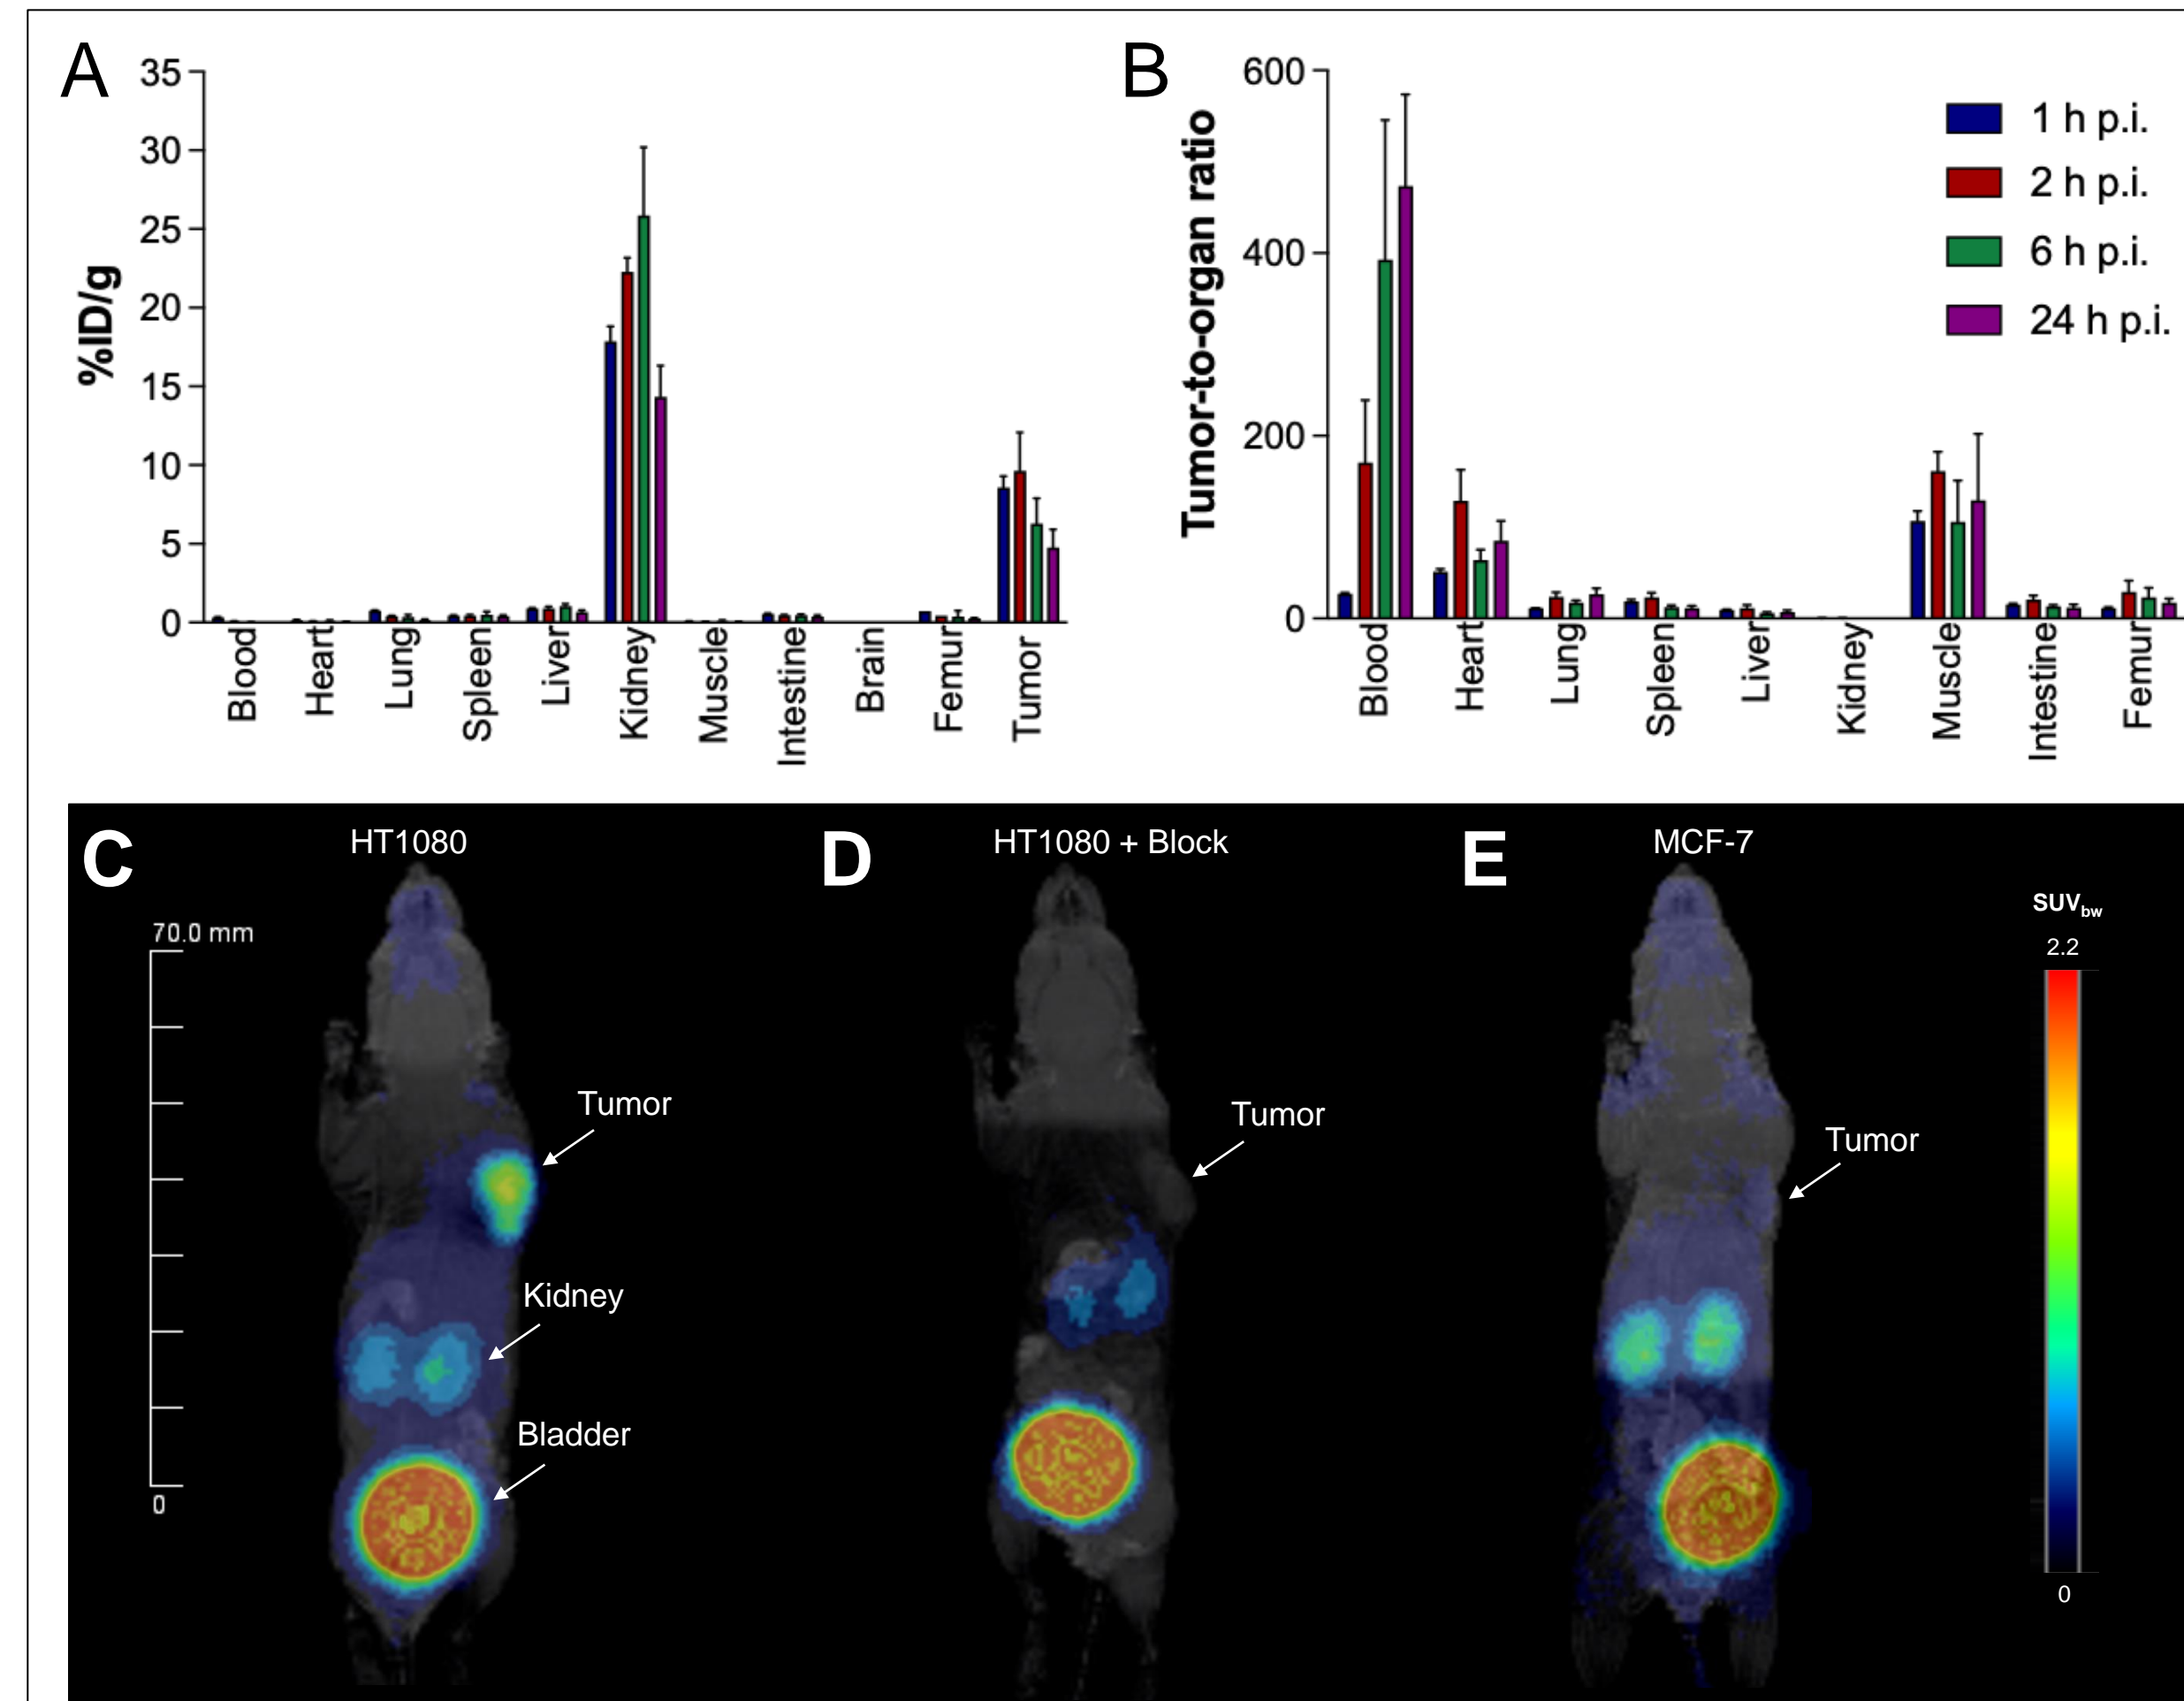 A
35
30
25
20
15
10
5
0
%ID/g
Blood
Heart
Lung
Spleen
Liver
Kidney
Muscle
Intestine
Brain
Femur
Tumor
B
600
400
200
0
Tumor-to-organ ratio
1 h p.i.
2 h p.i.
6 h p.i.
24 h p.i.
Blood
Heart
Lung
Spleen
Liver
Kidney
Muscle
Intestine
Femur
C
HT1080
70.0 mm
0
Tumor
Kidney
Bladder
D
HT1080 + Block
Tumor
E
MCF-7
Tumor
SUVbw
2.2
0